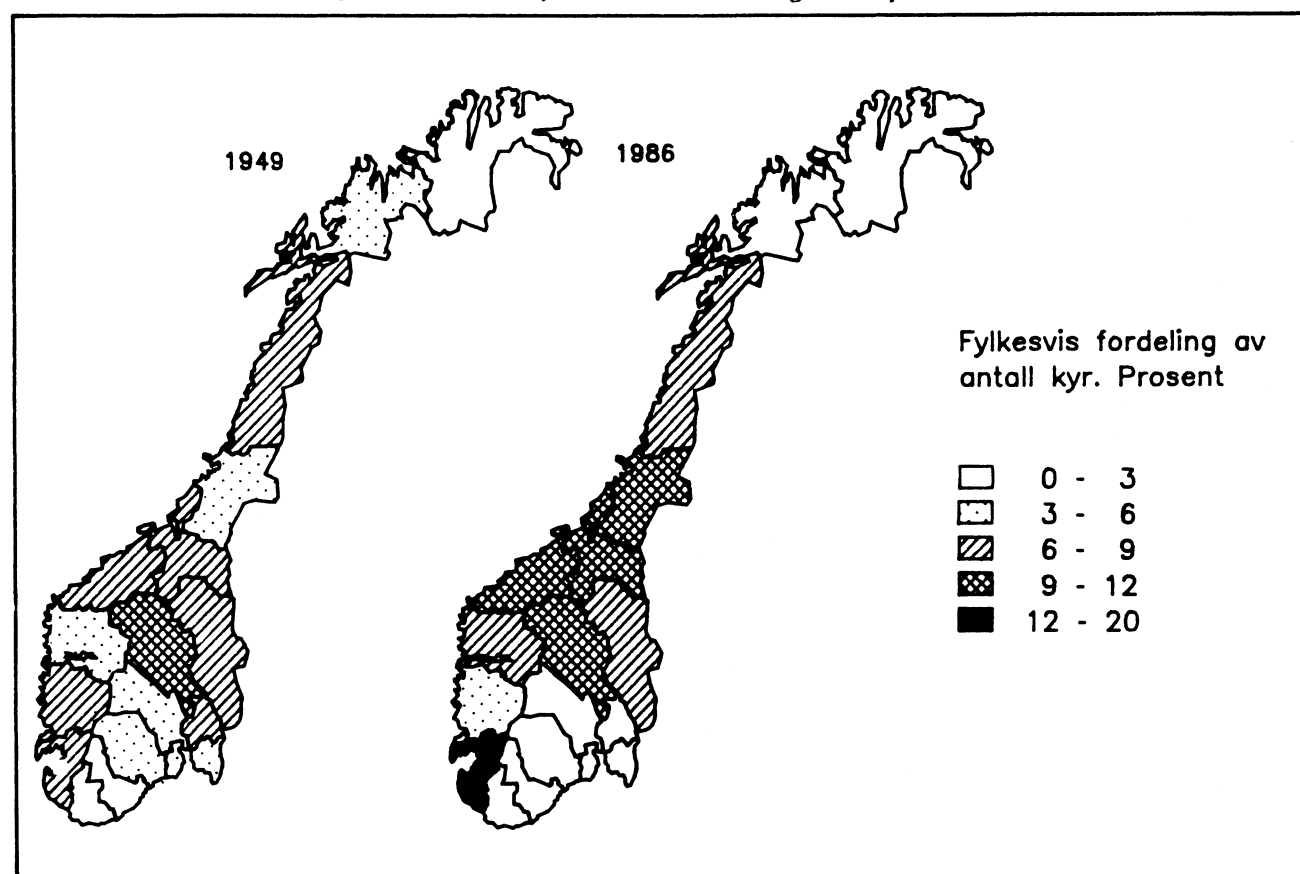 1949
1986
Fylkesvis fordeling av
antall kyr. Prosent
0 - 3
3 - 6
6 - 9
9 - 12
12 - 20